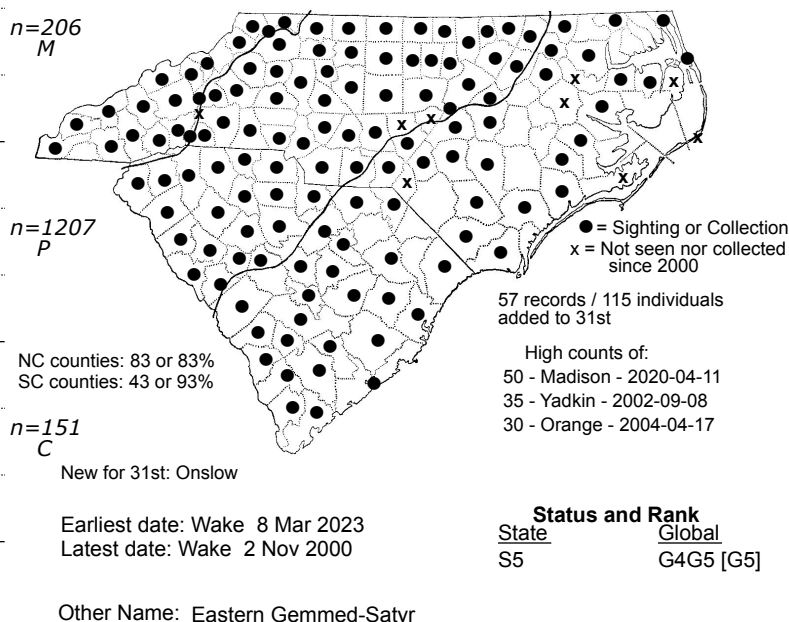 n=206
M
n=1207
P
● = Sighting or Collection
x = Not seen nor collected
since 2000
57 records / 115 individuals
added to 31st
NC counties: 83 or 83%
SC counties: 43 or 93%
High counts of:
50 - Madison - 2020-04-11
35 - Yadkin - 2002-09-08
30 - Orange - 2004-04-17
n=151
C
New for 31st: Onslow
Earliest date: Wake 8 Mar 2023
Latest date: Wake 2 Nov 2000
Status and Rank
State Global
S5 G4G5 [G5]
Other Name: Eastern Gemmed-Satyr